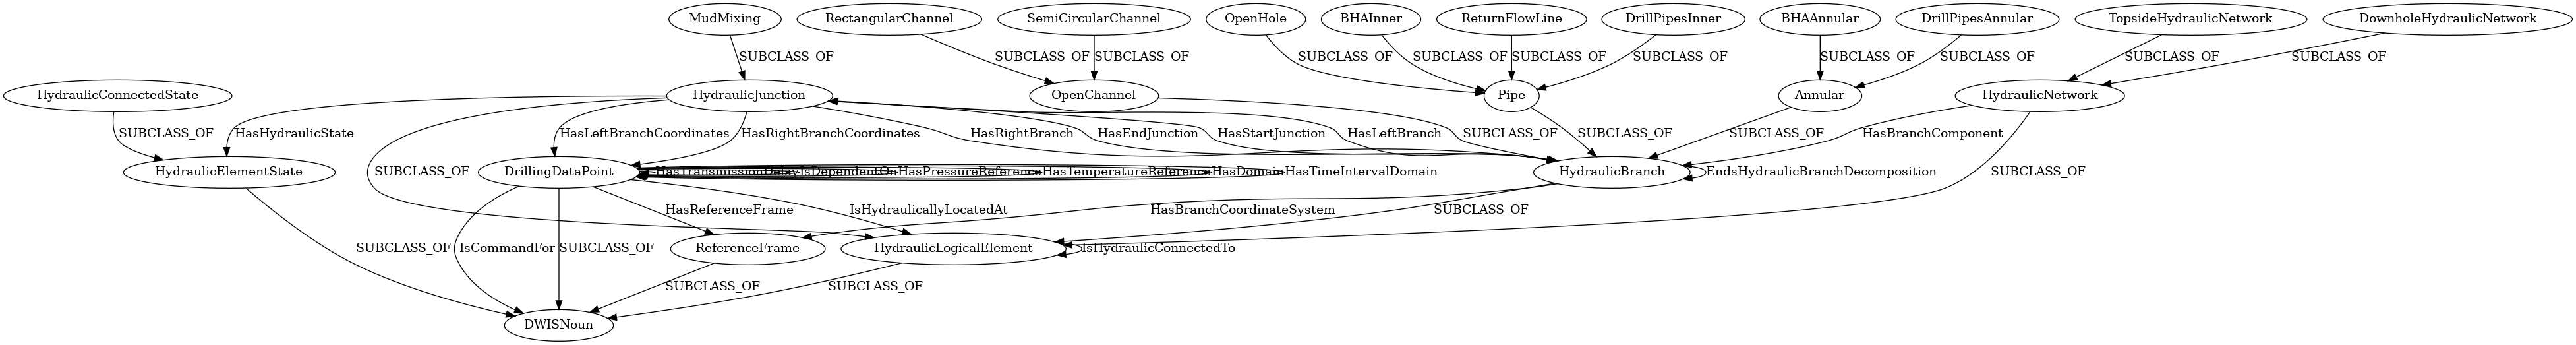 MudMixing
RectangularChannel
SemiCircularChannel
OpenHole
BHAInner
ReturnFlowLine
DrillPipesInner
BHAAnnular
DrillPipesAnnular
TopsideHydraulicNetwork
DownholeHydraulicNetwork
SUBCLASS_OF
SUBCLASS_OF
SUBCLASS_OF
SUBCLASS_OF
SUBCLASS_OF
SUBCLASS_OF
SUBCLASS_OF
SUBCLASS_OF
SUBCLASS_OF
SUBCLASS_OF
SUBCLASS_OF
HydraulicConnectedState
HydraulicJunction
OpenChannel
Pipe
Annular
HydraulicNetwork
SUBCLASS_OF
HasHydraulicState
HasLeftBranchCoordinates
HasRightBranchCoordinates
HasRightBranch
HasEndJunction
HasStartJunction
HasLeftBranch
SUBCLASS_OF
SUBCLASS_OF
SUBCLASS_OF
HasBranchComponent
HydraulicElementState
SUBCLASS_OF
DrillingDataPoint
HasTransmissionDelay
IsDependentOn
HasPressureReference
HasTemperatureReference
HasDomain
HasTimeIntervalDomain
HydraulicBranch
EndsHydraulicBranchDecomposition
SUBCLASS_OF
HasReferenceFrame
IsHydraulicallyLocatedAt
HasBranchCoordinateSystem
SUBCLASS_OF
SUBCLASS_OF
IsCommandFor
SUBCLASS_OF
ReferenceFrame
HydraulicLogicalElement
IsHydraulicConnectedTo
SUBCLASS_OF
SUBCLASS_OF
DWISNoun